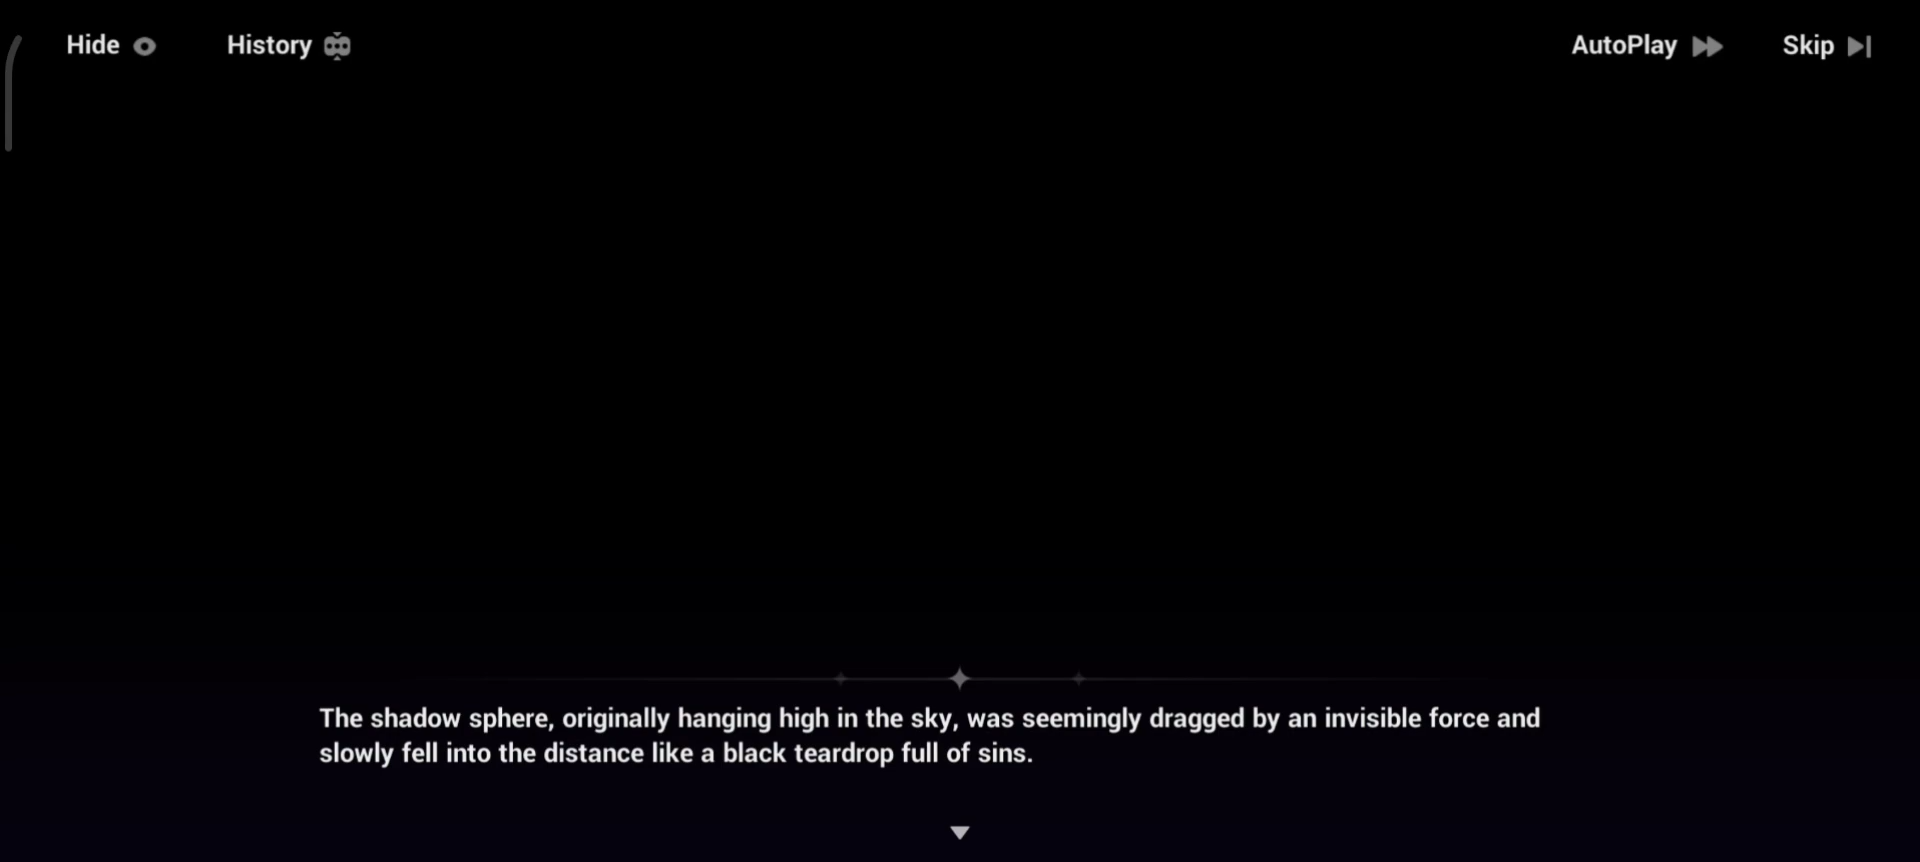 Hide
History
AutoPlay
Skip
The shadow sphere, originally hanging high in the sky, was seemingly dragged by an invisible force and
slowly fell into the distance like a black teardrop full of sins.